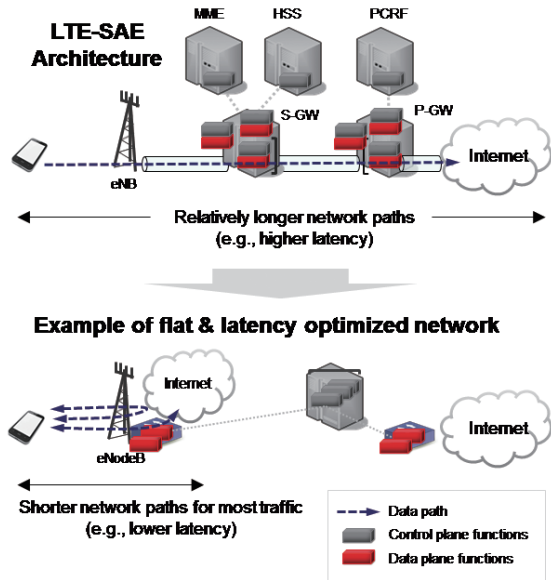 LTE-SAE
Architecture
MME
HSS
PCRF
S-GW
P-GW
Internet
eNB
Relatively longer network paths
(e.g., higher latency)
Example of flat & latency optimized network
Internet
Internet
eNodeB
Shorter network paths for most traffic
(e.g., lower latency)
Data path
Control plane functions
Data plane functions